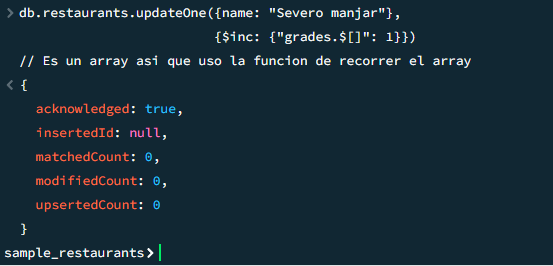 > db.restaurants.updateOne({name: "Severo manjar"},
{$inc: {"grades.$[]": 1}})
// Es un array asi que uso la funcion de recorrer el array
< {
acknowledged: true,
insertedId: null,
matchedCount: 0,
modifiedCount: 0,
upsertedCount: 0
}
sample_restaurants>